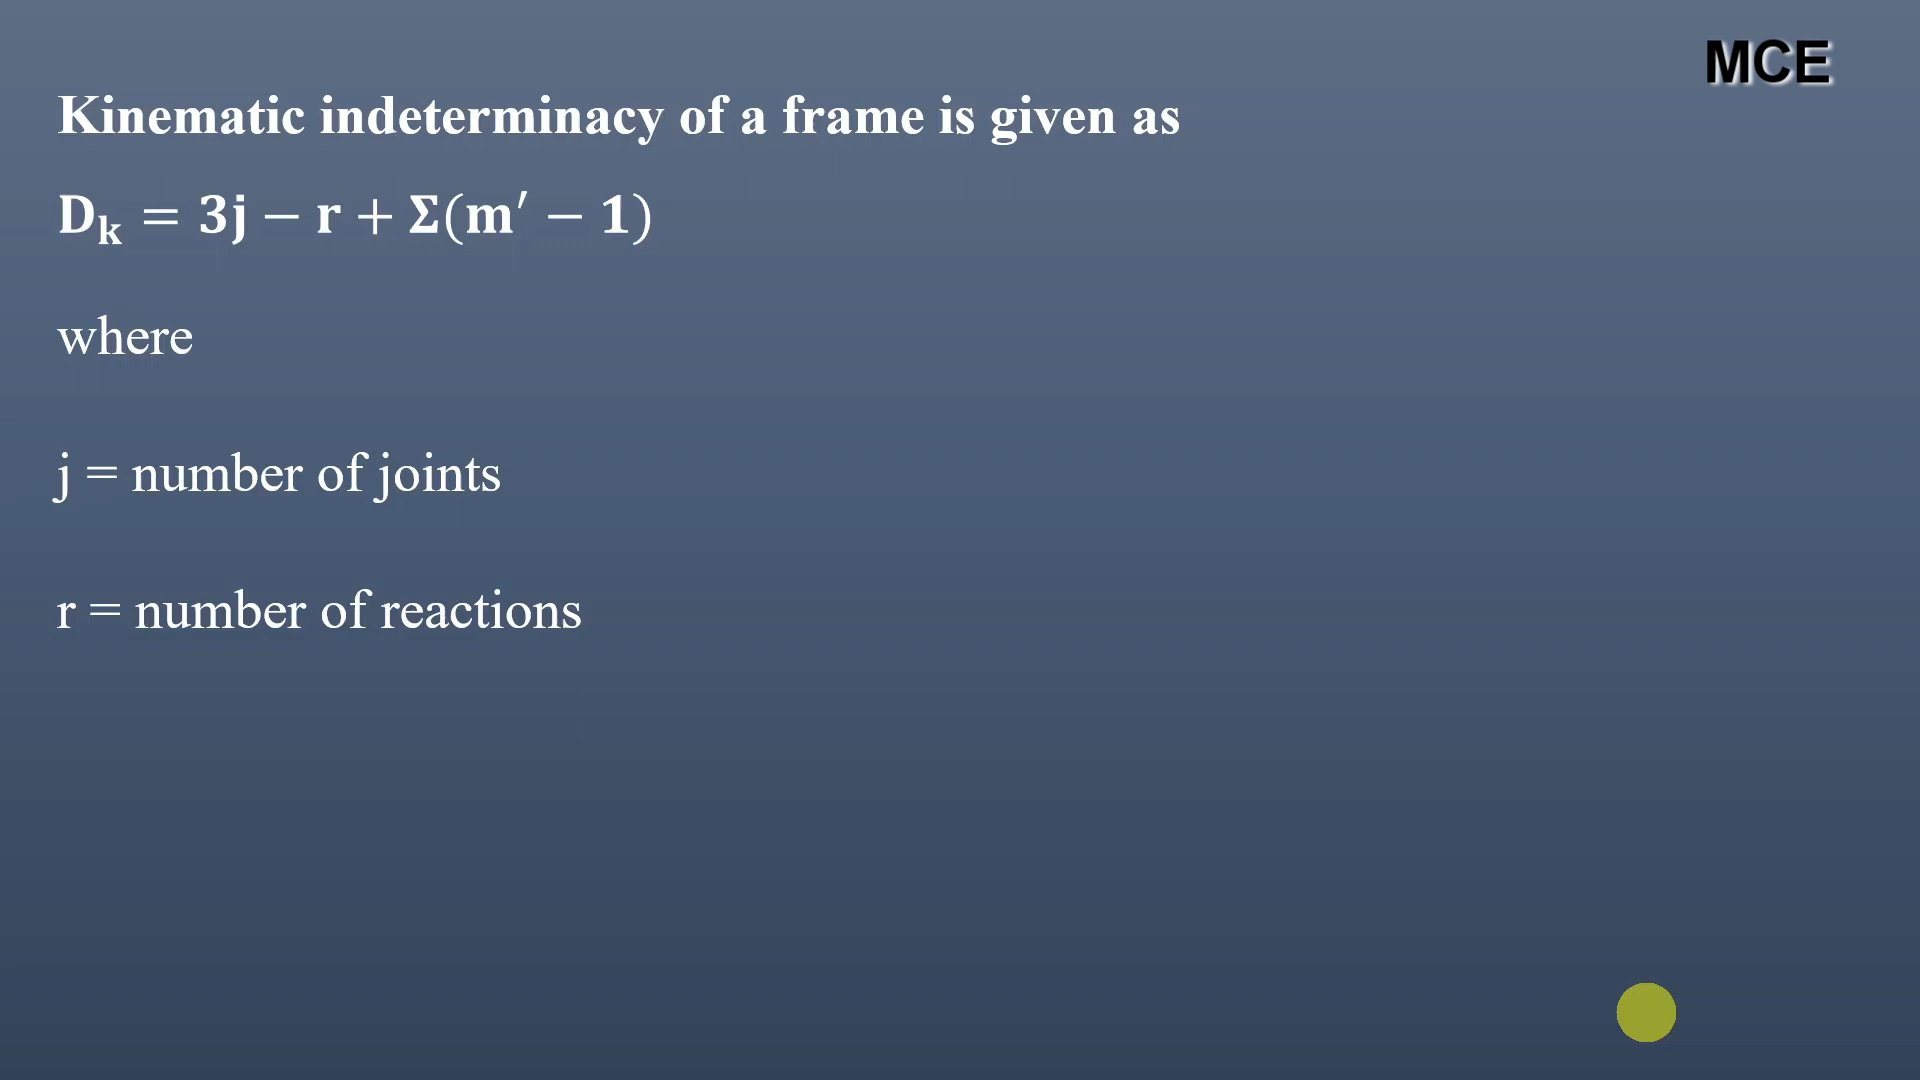 MCE
Kinematic indeterminacy of a frame is given as
Dₖ = 3j − r + Σ(m′ − 1)
where
j = number of joints
r = number of reactions